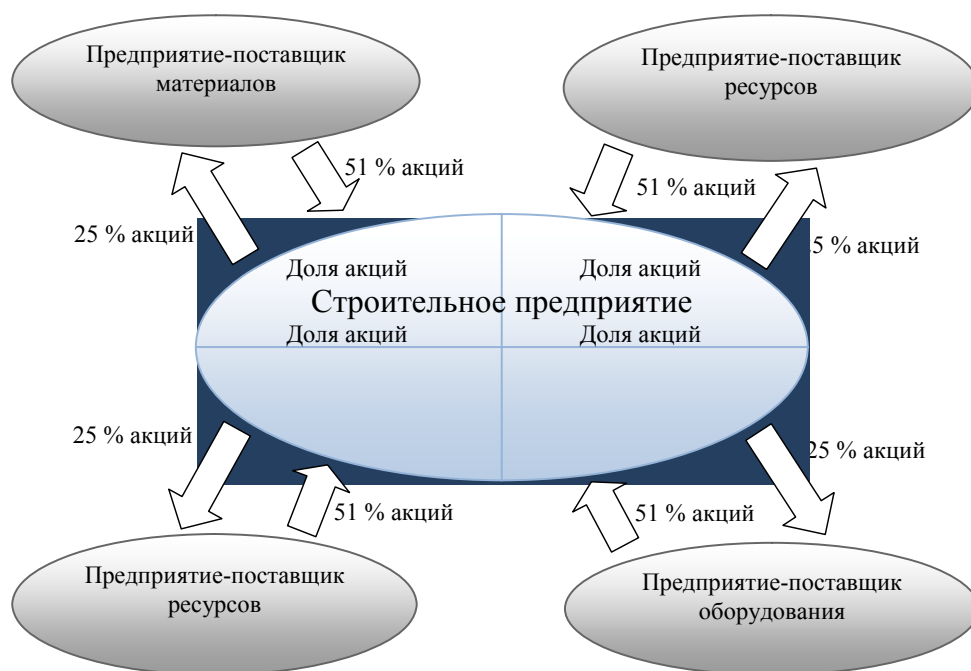 Предприятие-поставщик
материалов
Предприятие-поставщик
ресурсов
51 % акций
51 % акций
25 % акций
5 % акций
Доля акций
Доля акций
Строительное предприятие
Доля акций
Доля акций
25 % акций
25 % акций
51 % акций
51 % акций
Предприятие-поставщик
ресурсов
Предприятие-поставщик
оборудования